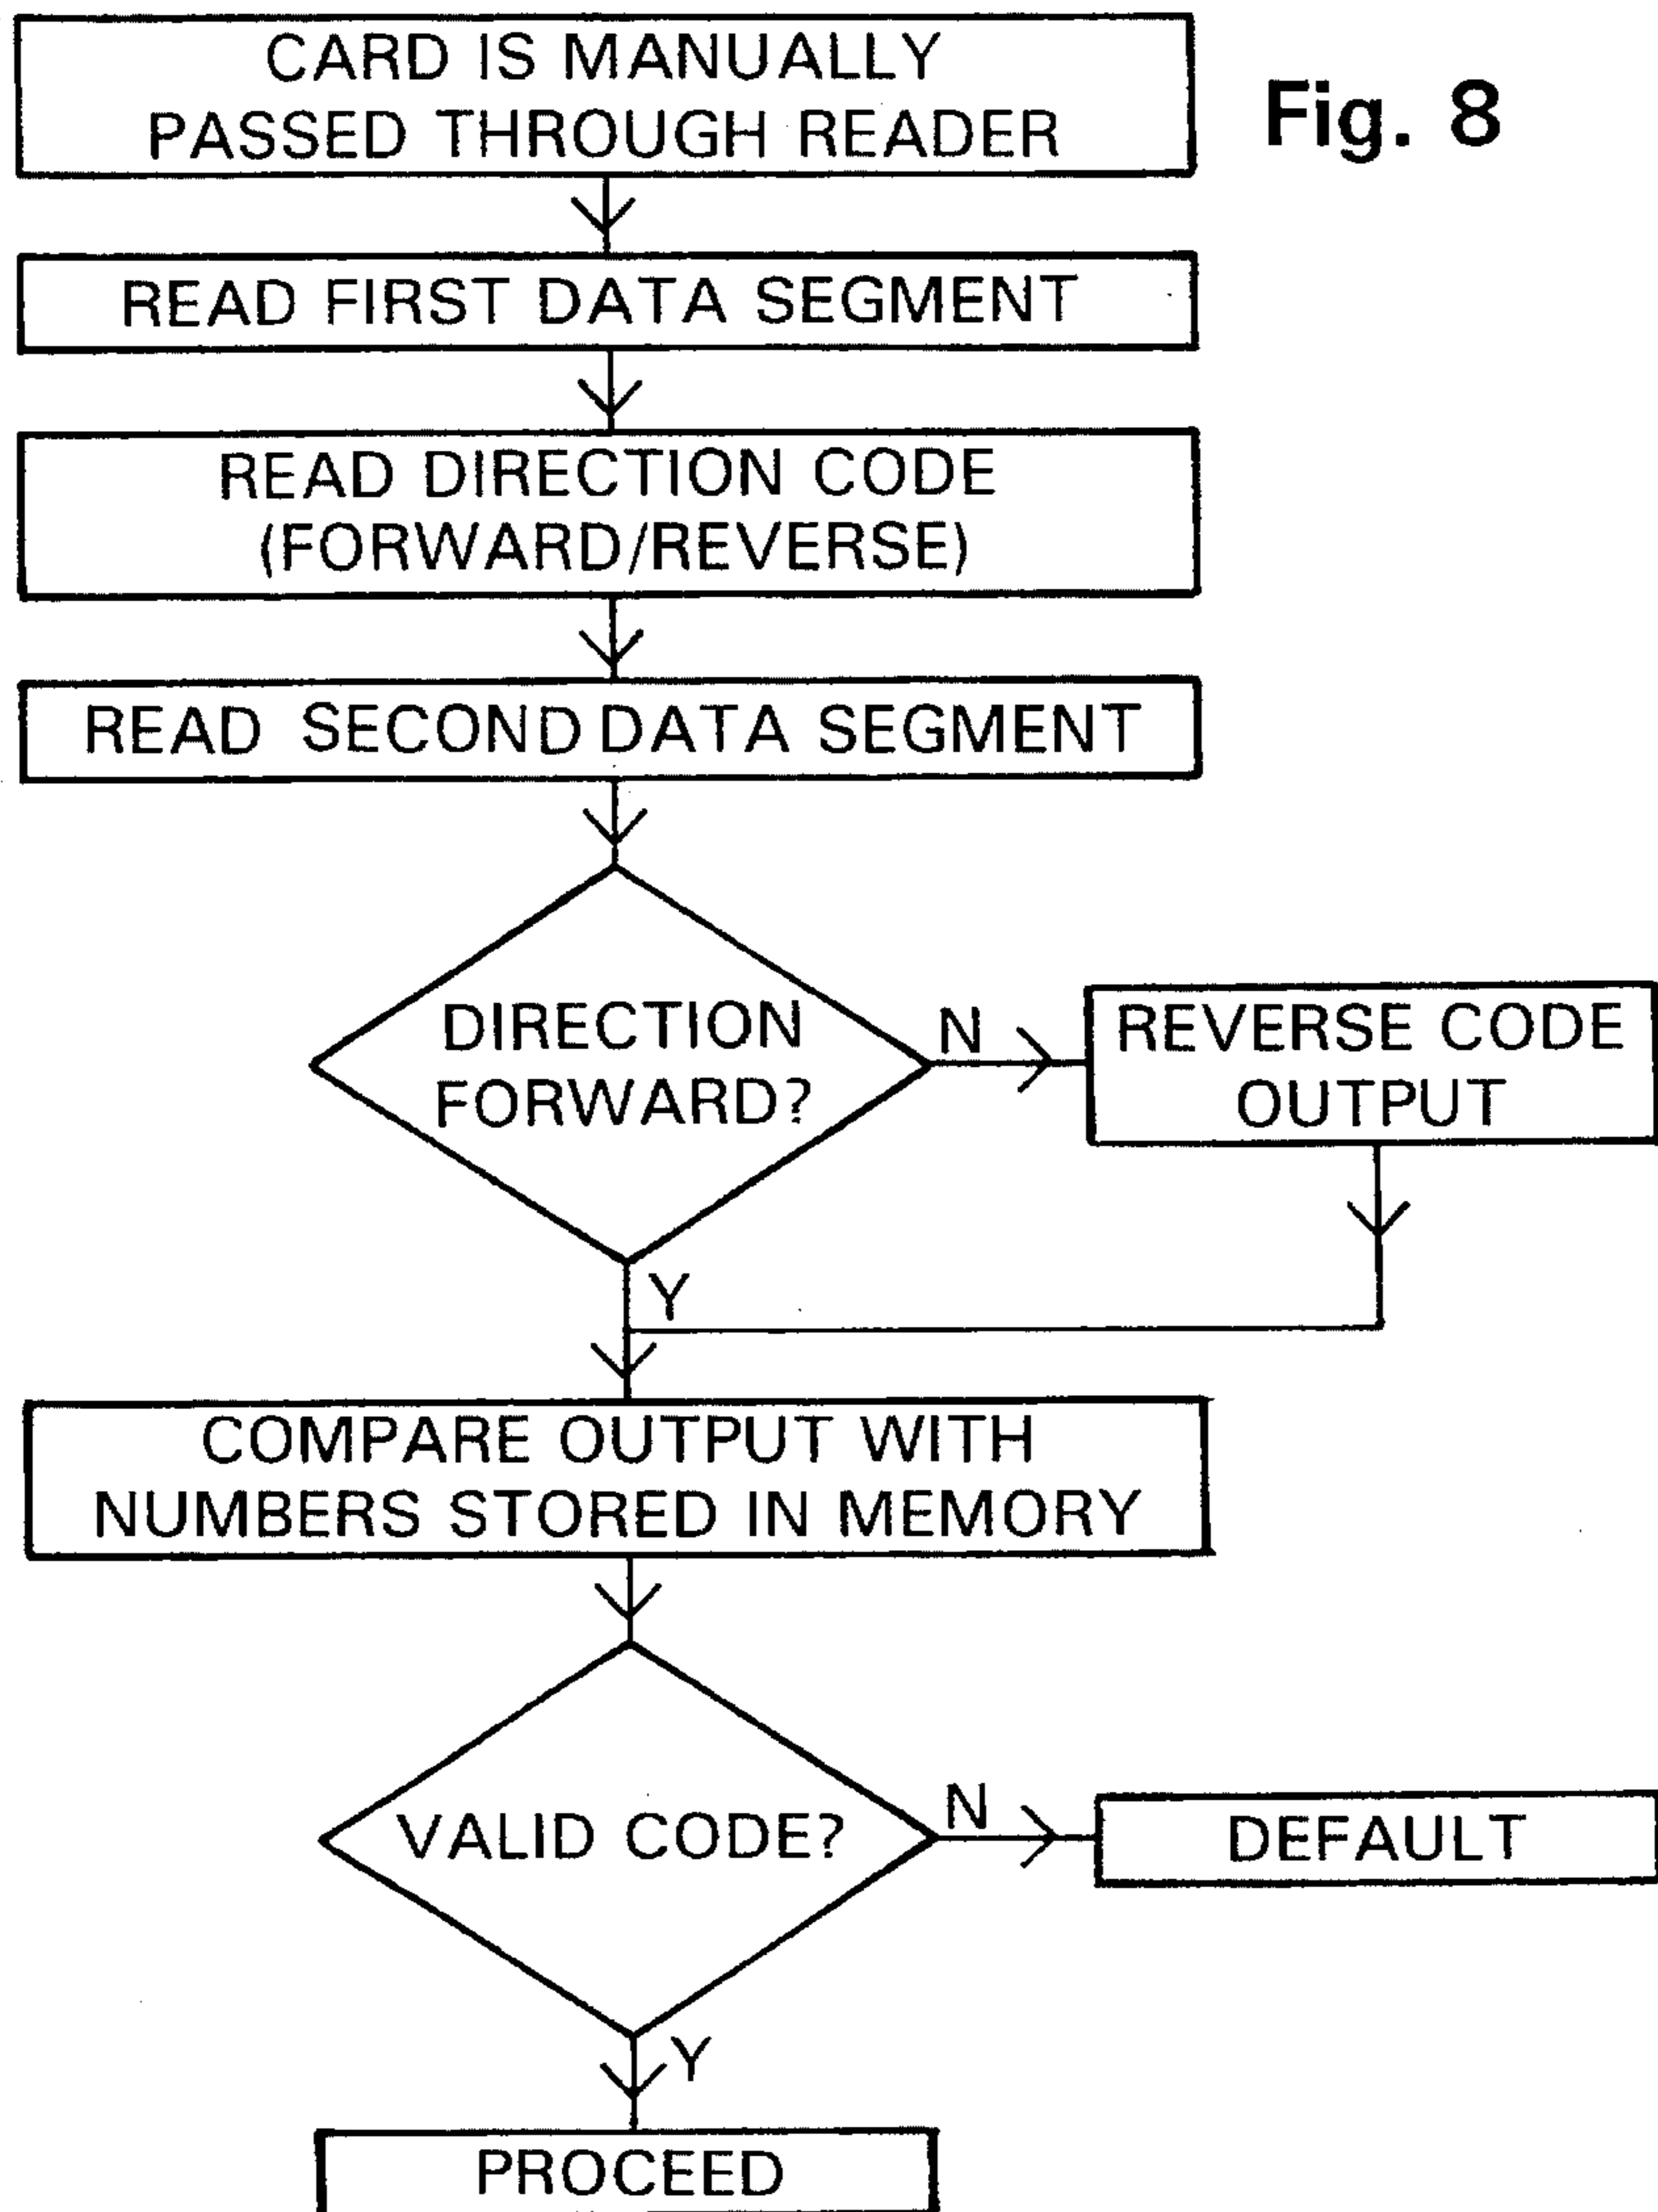 CARD IS MANUALLY
PASSED THROUGH READER
Fig. 8
READ FIRST DATA SEGMENT
READ DIRECTION CODE
(FORWARD/REVERSE)
READ SECOND DATA SEGMENT
DIRECTION
FORWARD?
N
REVERSE CODE
OUTPUT
Y
COMPARE OUTPUT WITH
NUMBERS STORED IN MEMORY
VALID CODE?
N
DEFAULT
Y
PROCEED